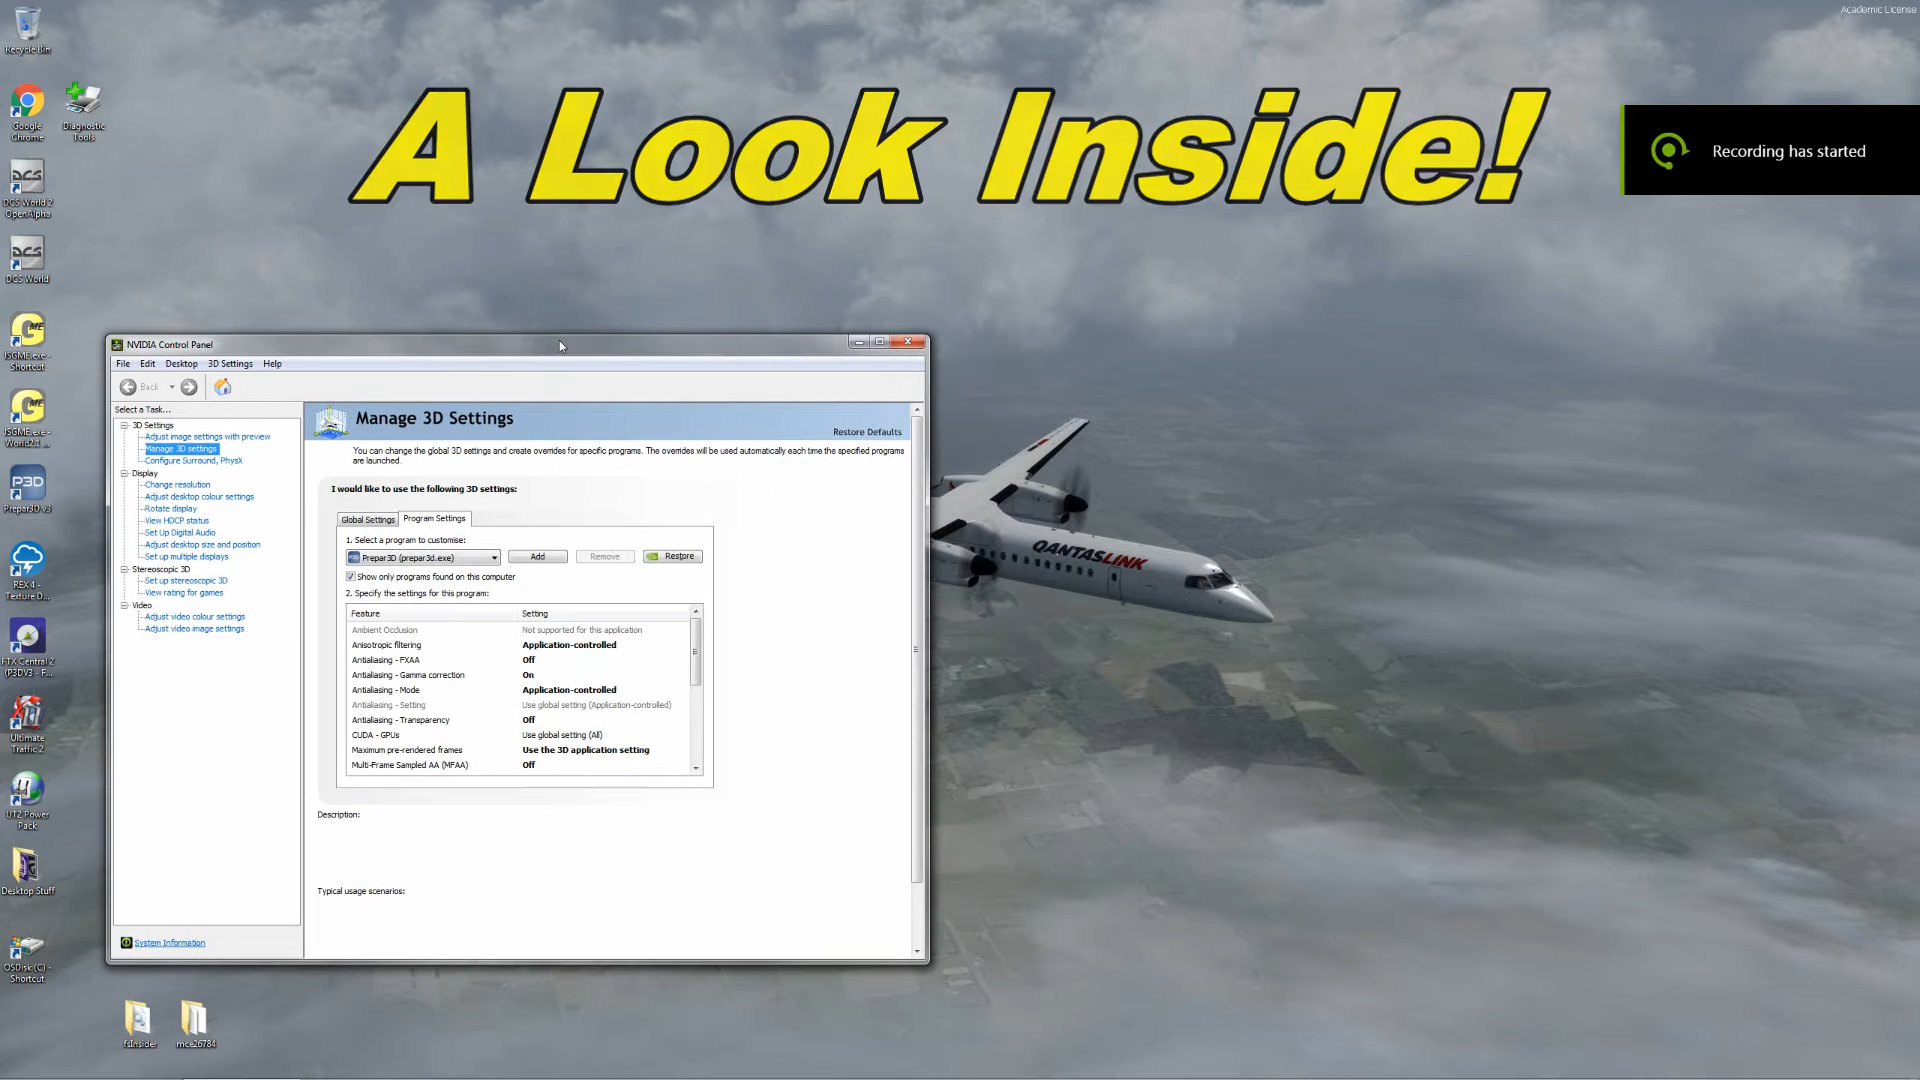 Academic License
Recycle Bin
Google Chrome
Diagnostic Tools
DCS
DCS World 2 OpenAlpha
DCS
DCS World
GME
JSGME.exe - Shortcut
GME
JSGME.exe -
P3D
Prepar3D v3
REX 4 - Texture D...
FTX Central 2 (P3DV3 - F...
Ultimate Traffic 2
UT2 Power Pack
Desktop Stuff
OSDisk (C) - Shortcut
fsInsider
mce26784
A Look Inside!
Recording has started
QANTASLINK
NVIDIA Control Panel
File Edit Desktop 3D Settings Help
Back
Select a Task...
3D Settings
Adjust image settings with preview
Manage 3D settings
Configure Surround, PhysX
Display
Change resolution
Adjust desktop colour settings
Rotate display
View HDCP status
Set Up Digital Audio
Adjust desktop size and position
Set up multiple displays
Stereoscopic 3D
Set up stereoscopic 3D
View rating for games
Video
Adjust video colour settings
Adjust video image settings
System Information
Manage 3D Settings
Restore Defaults
You can change the global 3D settings and create overrides for specific programs. The overrides will be used automatically each time the specified programs
are launched.
I would like to use the following 3D settings:
Global Settings Program Settings
1. Select a program to customise:
Prepar3D (prepar3d.exe) Add Remove Restore
Show only programs found on this computer
2. Specify the settings for this program:
Feature Setting
Ambient Occlusion Not supported for this application
Anisotropic filtering Application-controlled
Antialiasing - FXAA Off
Antialiasing - Gamma correction On
Antialiasing - Mode Application-controlled
Antialiasing - Setting Use global setting (Application-controlled)
Antialiasing - Transparency Off
CUDA - GPUs Use global setting (All)
Maximum pre-rendered frames Use the 3D application setting
Multi-Frame Sampled AA (MFAA) Off
Description:
Typical usage scenarios: